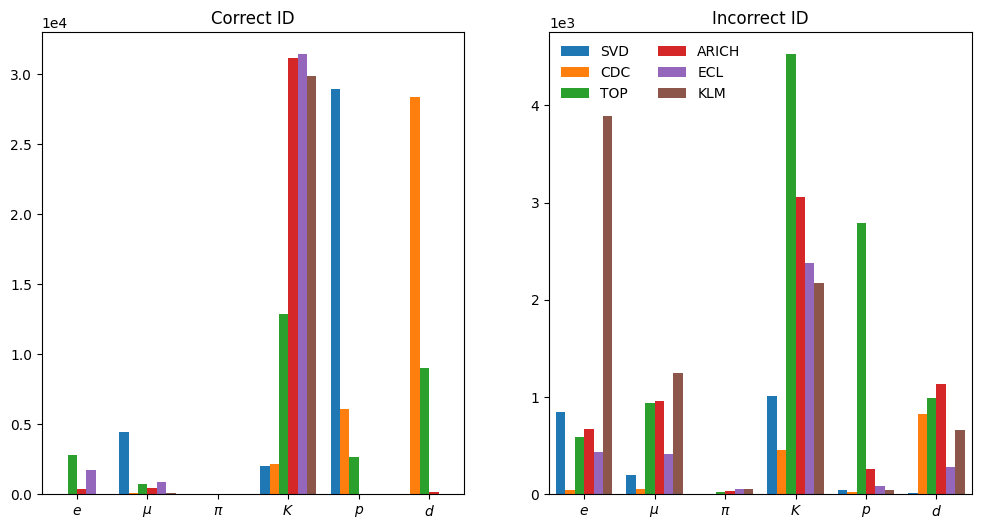 Correct ID
1e4
3.0
2.5
2.0
1.5
1.0
0.5
0.0
e μ π K p d
Incorrect ID
1e3
SVD ARICH
CDC ECL
TOP KLM
4
3
2
1
0
e μ π K p d